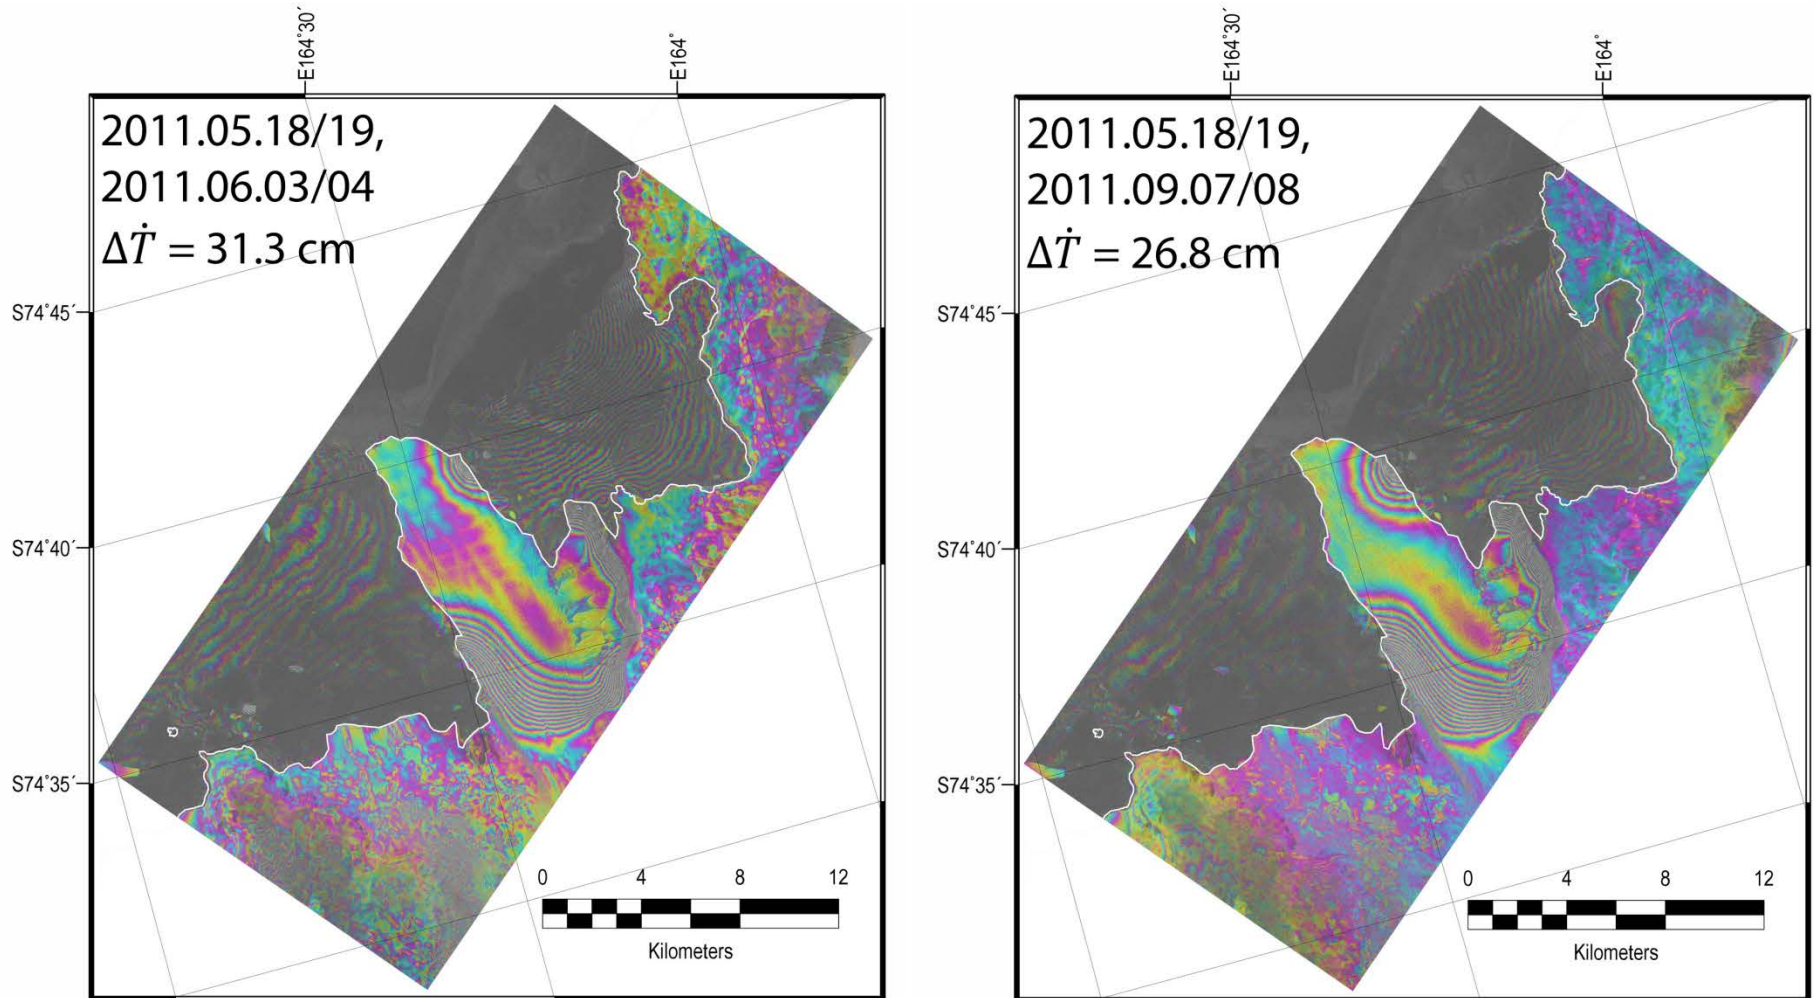 E164°30´
E164°
2011.05.18/19,
2011.06.03/04
ΔṪ = 31.3 cm
S74°45´
S74°40´
S74°35´
0 4 8 12
Kilometers
E164°30´
E164°
2011.05.18/19,
2011.09.07/08
ΔṪ = 26.8 cm
S74°45´
S74°40´
S74°35´
0 4 8 12
Kilometers